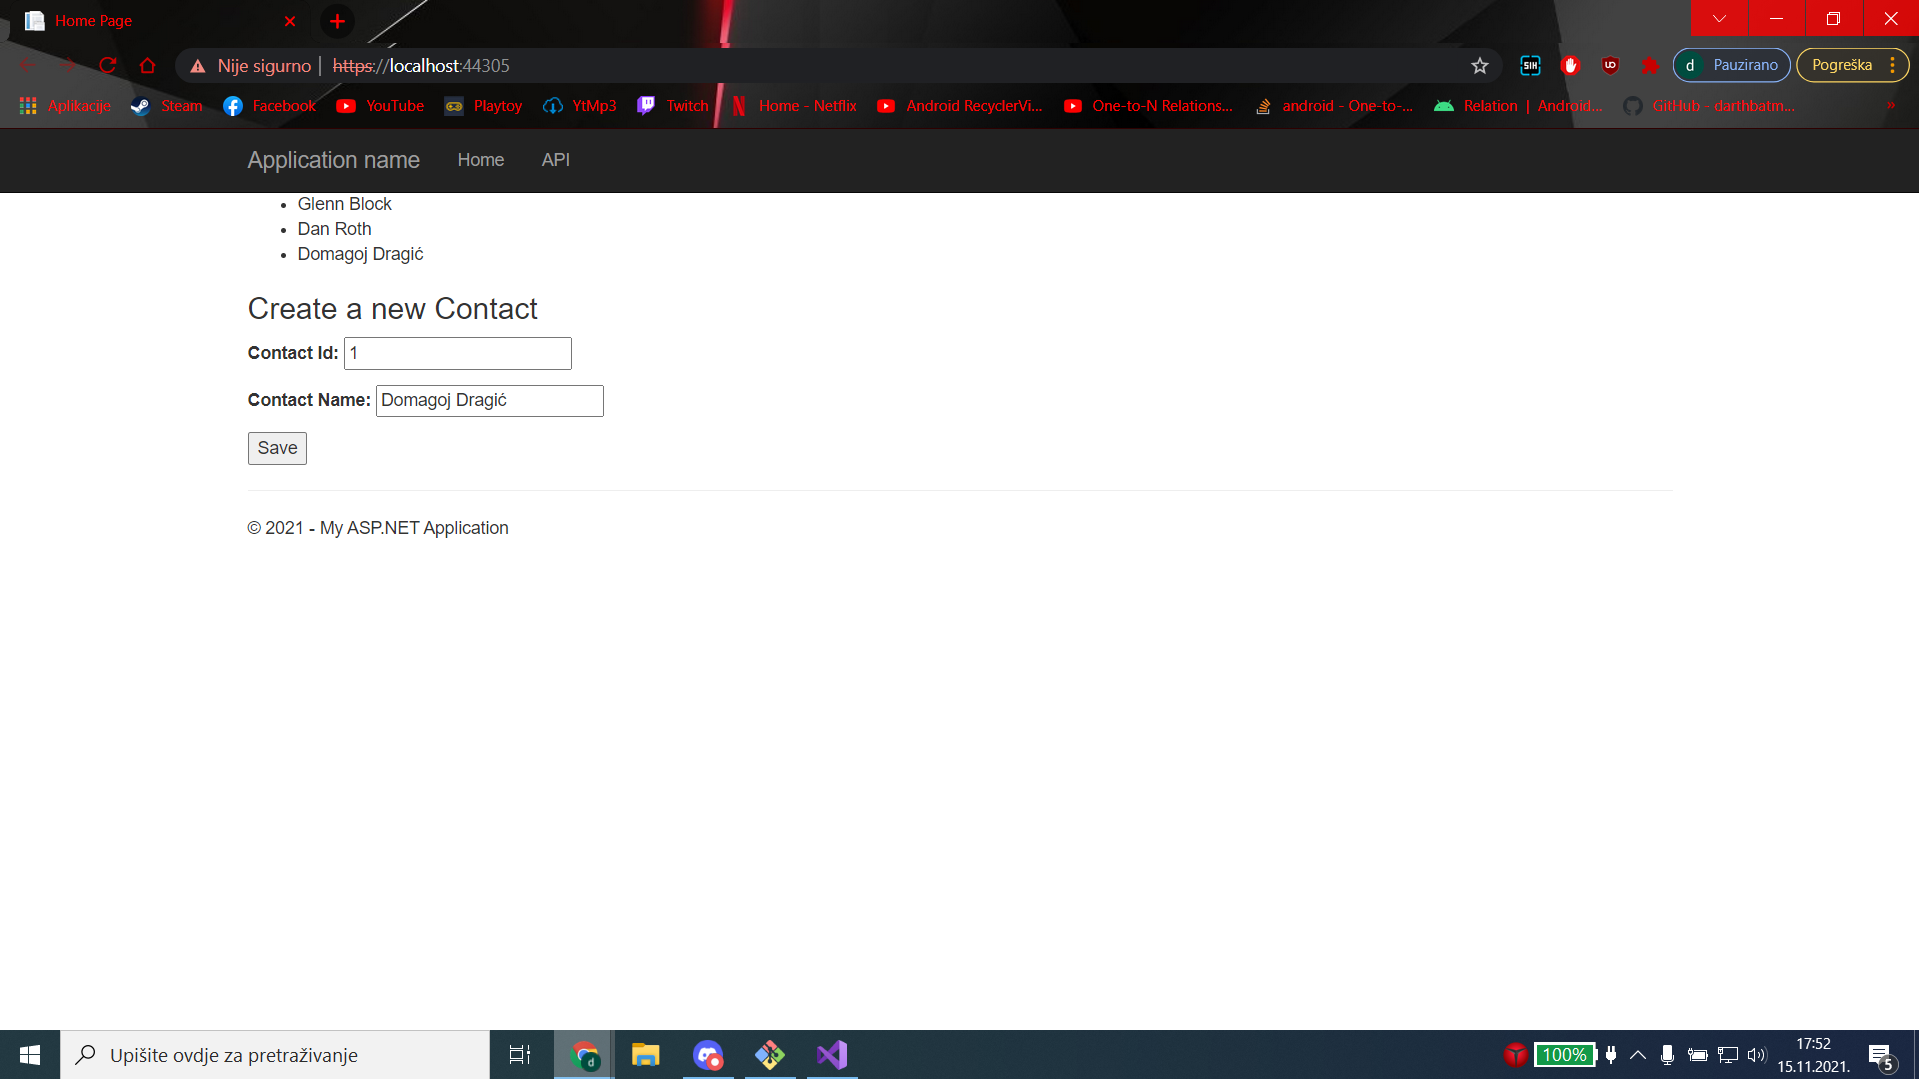 Home Page
Nije sigurno | https://localhost:44305
SIH
UD
d Pauzirano
Pogreška
Aplikacije Steam Facebook YouTube Playtoy YtMp3 Twitch Home - Netflix Android RecyclerVi... One-to-N Relations... android - One-to-... Relation | Android... GitHub - darthbatm... »
Application name Home API
Glenn Block
Dan Roth
Domagoj Dragić
Create a new Contact
Contact Id: 1
Contact Name: Domagoj Dragić
Save
© 2021 - My ASP.NET Application
Upišite ovdje za pretraživanje
d
100%
17:52
15.11.2021.
5